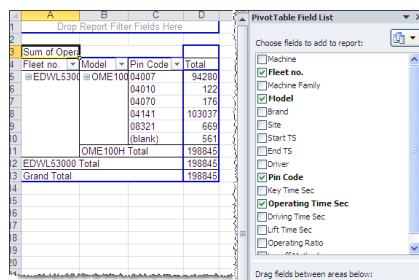 A B C D
1 Drop Report Filter Fields Here
2
3 Sum of Opera
4 Fleet no. Model Pin Code Total
5 EDWL5300 OME100 04007 94280
6 04010 122
7 04070 176
8 04141 103037
9 08321 669
10 (blank) 561
11 OME100H Total 198845
12 EDWL53000 Total 198845
13 Grand Total 198845
14
15
16
17
18
19
20
PivotTable Field List
Choose fields to add to report:
Machine
Fleet no.
Machine Family
Model
Brand
Site
Start TS
End TS
Driver
Pin Code
Key Time Sec
Operating Time Sec
Driving Time Sec
Lift Time Sec
Operating Ratio
Drag fields between areas below: